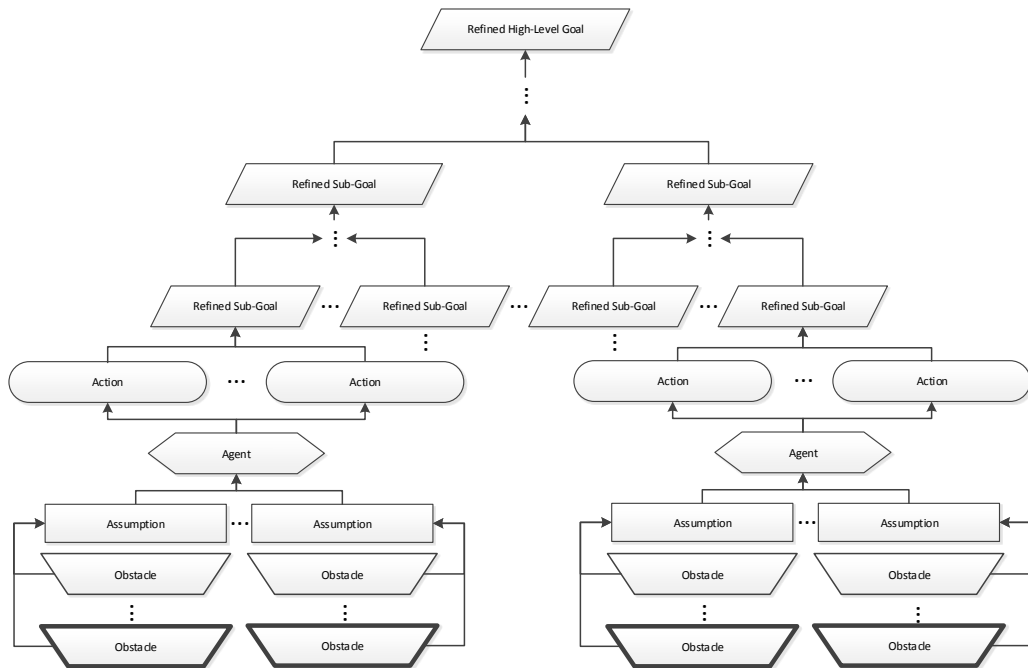 Refined High-Level Goal
Refined Sub-Goal
Refined Sub-Goal
Refined Sub-Goal
Refined Sub-Goal
Refined Sub-Goal
Refined Sub-Goal
Action
Action
Action
Action
Agent
Agent
Assumption
Assumption
Assumption
Assumption
Obstacle
Obstacle
Obstacle
Obstacle
Obstacle
Obstacle
Obstacle
Obstacle